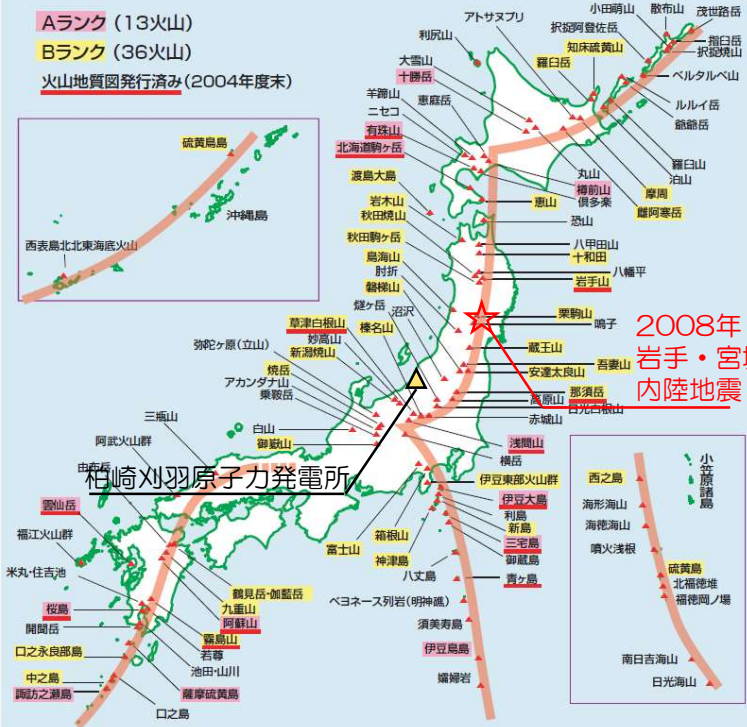 Aランク (13火山)
Bランク (36火山)
火山地質図発行済み(2004年度末)
硫黄鳥島
沖縄島
西表島北北東海底火山
利尻山
アトサヌプリ
小田萌山
散布山
茂世路岳
択捉阿登佐岳
指臼岳
択捉焼山
知床硫黄山
羅臼岳
大雪山
十勝岳
ベルタルベ山
羊蹄山
恵庭岳
ニセコ
ルルイ岳
爺爺岳
有珠山
北海道駒ヶ岳
羅臼山
泊山
丸山
樽前山
倶多楽
摩周
雌阿寒岳
渡島大島
恵山
岩木山
恐山
秋田焼山
秋田駒ヶ岳
八甲田山
十和田
鳥海山
八幡平
肘折
岩手山
磐梯山
燧ヶ岳
沼沢
栗駒山
鳴子
草津白根山
榛名山
妙高山
新潟焼山
蔵王山
吾妻山
安達太良山
弥陀ヶ原(立山)
焼岳
アカンダナ山
乗鞍岳
那須岳
高原山
日光白根山
赤城山
2008年
岩手・宮城
内陸地震
三瓶山
白山
御嶽山
浅間山
横岳
阿武火山群
由布岳
柏崎刈羽原子力発電所
伊豆東部火山群
伊豆大島
利島
新島
三宅島
御蔵島
箱根山
神津島
富士山
雲仙岳
福江火山群
八丈島
青ヶ島
米丸・住吉池
鶴見岳・伽藍岳
九重山
阿蘇山
ベヨネース列岩(明神礁)
桜島
霧島山
開聞岳
若尊
須美寿島
口之永良部島
池田・山川
伊豆鳥島
中之島
薩摩硫黄島
諏訪之瀬島
口之島
孀婦岩
小笠原諸島
西之島
海形海山
海徳海山
噴火浅根
硫黄島
北福徳堆
福徳岡ノ場
南日吉海山
日光海山